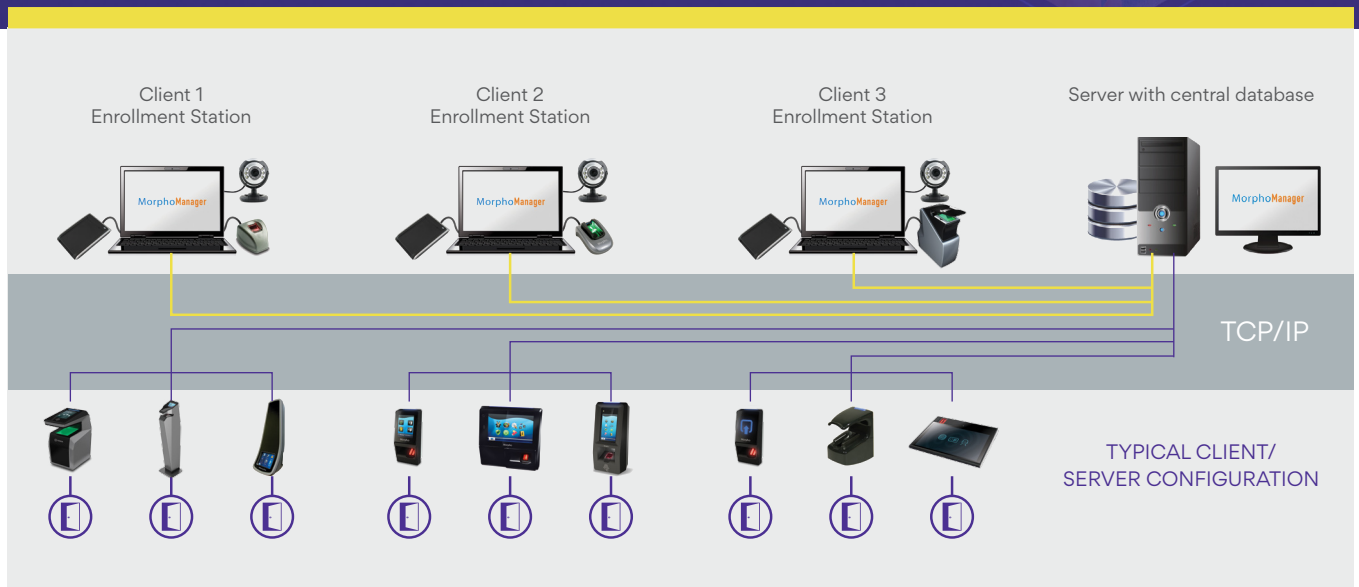 Client 1
Enrollment Station
Client 2
Enrollment Station
Client 3
Enrollment Station
Server with central database
MorphoManager
MorphoManager
MorphoManager
MorphoManager
TCP/IP
TYPICAL CLIENT/
SERVER CONFIGURATION